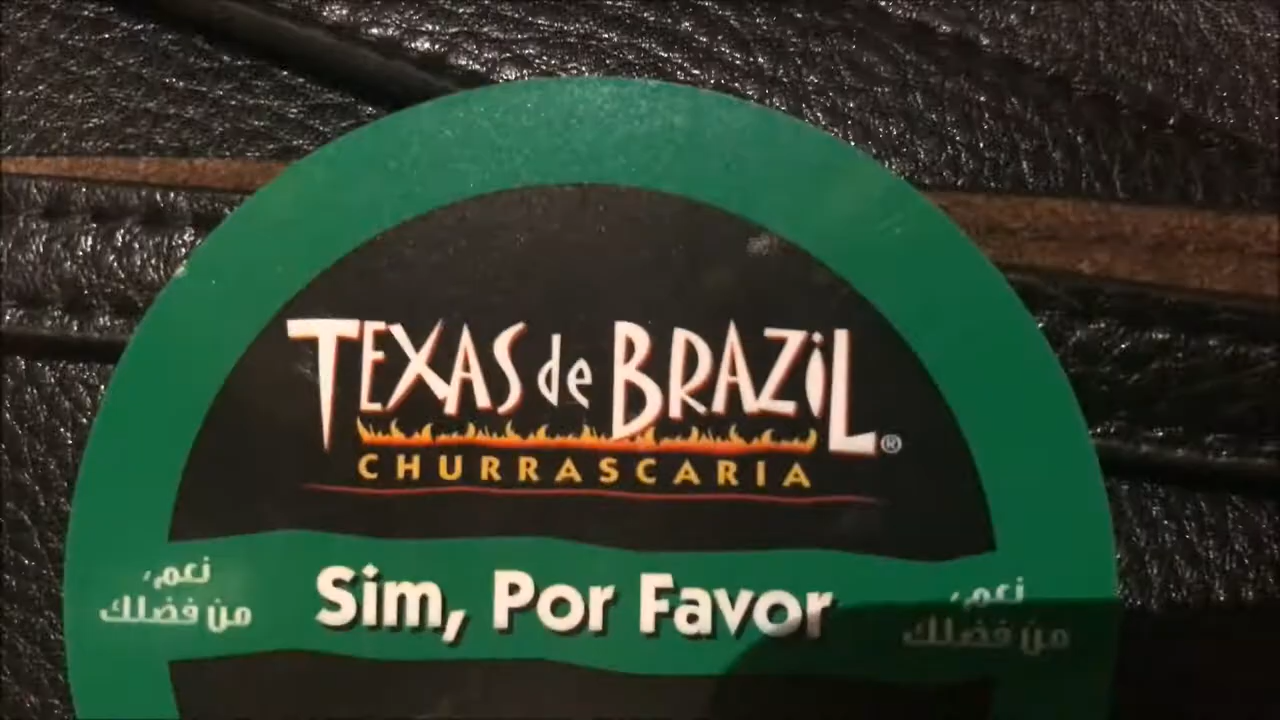 TEXAS de BRAZiL®
CHURRASCARIA
نعم،
من فضلك
Sim, Por Favor
نعم،
من فضلك